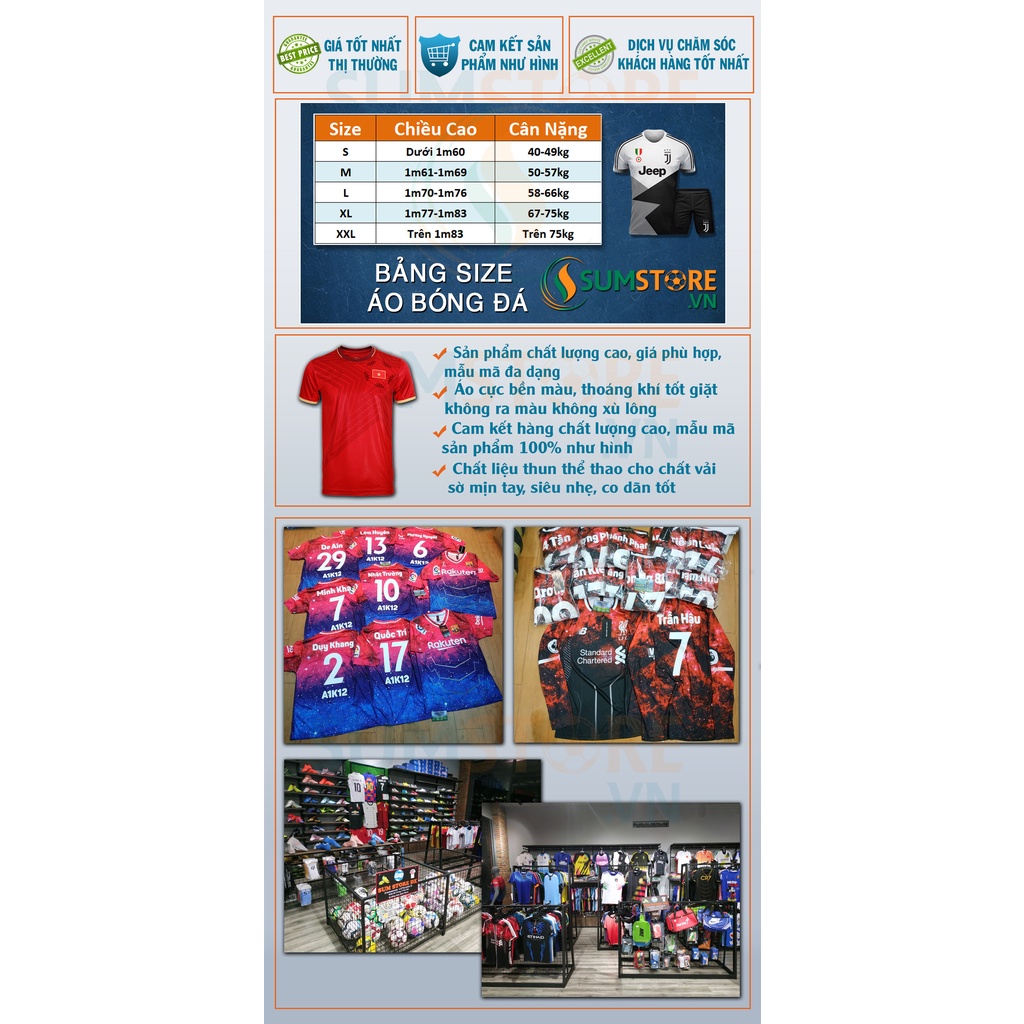 BEST PRICE
GIÁ TỐT NHẤT
THỊ THƯỜNG
CAM KẾT SẢN
PHẨM NHƯ HÌNH
EXCELLENT
DỊCH VỤ CHĂM SÓC
KHÁCH HÀNG TỐT NHẤT
Size Chiều Cao Cân Nặng
S Dưới 1m60 40-49kg
M 1m61-1m69 50-57kg
L 1m70-1m76 58-66kg
XL 1m77-1m83 67-75kg
XXL Trên 1m83 Trên 75kg
Jeep
BẢNG SIZE
ÁO BÓNG ĐÁ
SUMSTORE
.VN
Sản phẩm chất lượng cao, giá phù hợp,
mẫu mã đa dạng
Áo cực bền màu, thoáng khí tốt giặt
không ra màu không xù lông
Cam kết hàng chất lượng cao, mẫu mã
sản phẩm 100% như hình
Chất liệu thun thể thao cho chất vải
sờ mịn tay, siêu nhẹ, co dãn tốt
De Ain
29
A1K12
13
A1K12
6
A1K12
Minh Kha
7
A1K12
Nhất Trường
10
A1K12
Rakuten
Duy Khang
2
A1K12
Quốc Trí
17
A1K12
Rakuten
Standard
Chartered
Trần Hậu
7
SUM STORE
CR7
ETIHAD
SUMSTORE
.VN